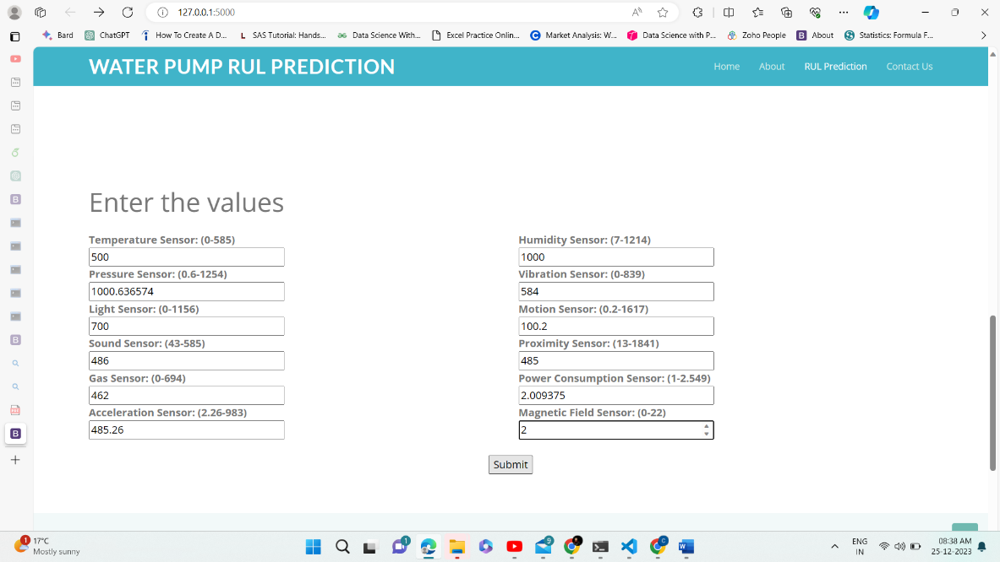 127.0.0.1:5000
Bard
ChatGPT
How To Create A D...
SAS Tutorial: Hands...
Data Science With...
Excel Practice Onlin...
Market Analysis: W...
Data Science with P...
Zoho People
About
Statistics: Formula F...
WATER PUMP RUL PREDICTION
Home
About
RUL Prediction
Contact Us
Enter the values
Temperature Sensor: (0-585)
500
Pressure Sensor: (0.6-1254)
1000.636574
Light Sensor: (0-1156)
700
Sound Sensor: (43-585)
486
Gas Sensor: (0-694)
462
Acceleration Sensor: (2.26-983)
485.26
Humidity Sensor: (7-1214)
1000
Vibration Sensor: (0-839)
584
Motion Sensor: (0.2-1617)
100.2
Proximity Sensor: (13-1841)
485
Power Consumption Sensor: (1-2.549)
2.009375
Magnetic Field Sensor: (0-22)
2
Submit
1
17°C
Mostly sunny
1
9
ENG
IN
08:38 AM
25-12-2023